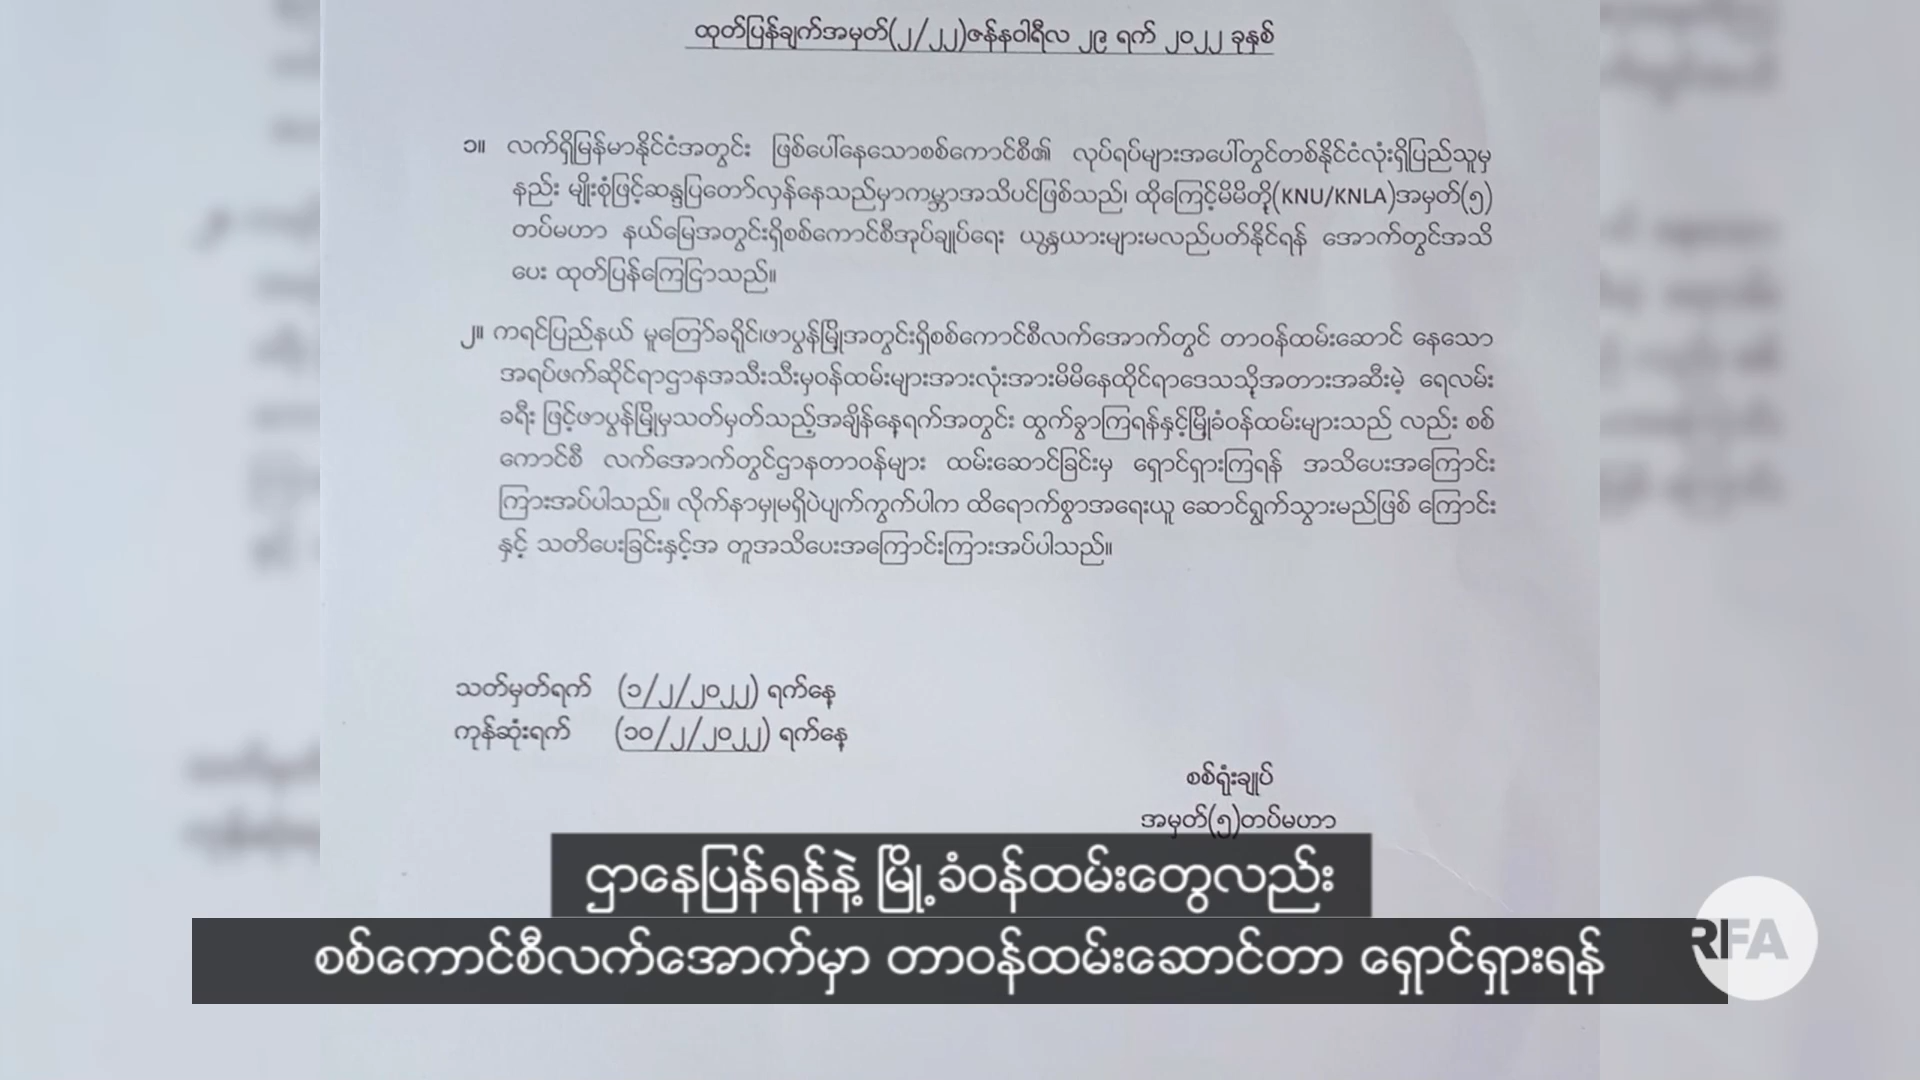 ထုတ်ပြန်ချက်အမှတ်(၂/၂၂)ဇန်နဝါရီလ ၂၉ ရက် ၂၀၂၂ ခုနှစ်
၁။ လက်ရှိမြန်မာနိုင်ငံအတွင်း ဖြစ်ပေါ်နေသောစစ်ကောင်စီ၏ လုပ်ရပ်များအပေါ်တွင်တစ်နိုင်ငံလုံးရှိပြည်သူမှ
နည်း မျိုးစုံဖြင့်ဆန္ဒပြတော်လှန်နေသည်မှာကမ္ဘာအသိပင်ဖြစ်သည်၊ ထို့ကြောင့်မိမိတို့(KNU/KNLA)အမှတ်(၅)
တပ်မဟာ နယ်မြေအတွင်းရှိစစ်ကောင်စီအုပ်ချုပ်ရေး ယန္တယားများမလည်ပတ်နိုင်ရန် အောက်တွင်အသိ
ပေး ထုတ်ပြန်ကြေငြာသည်။
၂။ ကရင်ပြည်နယ် မူတြော်ခရိုင်၊ဖာပွန်မြို့အတွင်းရှိစစ်ကောင်စီလက်အောက်တွင် တာဝန်ထမ်းဆောင် နေသော
အရပ်ဖက်ဆိုင်ရာဌာနအသီးသီးမှဝန်ထမ်းများအားလုံးအားမိမိနေထိုင်ရာဒေသသို့အတားအဆီးမဲ့ ရေလမ်း
ခရီး ဖြင့်ဖာပွန်မြို့မှသတ်မှတ်သည့်အချိန်နေ့ရက်အတွင်း ထွက်ခွာကြရန်နှင့်မြို့ခံဝန်ထမ်းများသည် လည်း စစ်
ကောင်စီ လက်အောက်တွင်ဌာနတာဝန်များ ထမ်းဆောင်ခြင်းမှ ရှောင်ရှားကြရန် အသိပေးအကြောင်း
ကြားအပ်ပါသည်။ လိုက်နာမှုမရှိပဲပျက်ကွက်ပါက ထိရောက်စွာအရေးယူ ဆောင်ရွက်သွားမည်ဖြစ် ကြောင်း
နှင့် သတိပေးခြင်းနှင့်အ တူအသိပေးအကြောင်းကြားအပ်ပါသည်။
သတ်မှတ်ရက် (၁/၂/၂၀၂၂) ရက်နေ့
ကုန်ဆုံးရက် (၁၀/၂/၂၀၂၂) ရက်နေ့
စစ်ရုံးချုပ်
အမှတ်(၅)တပ်မဟာ
ဌာနေပြန်ရန်နဲ့ မြို့ခံဝန်ထမ်းတွေလည်း
စစ်ကောင်စီလက်အောက်မှာ တာဝန်ထမ်းဆောင်တာ ရှောင်ရှားရန်
RFA